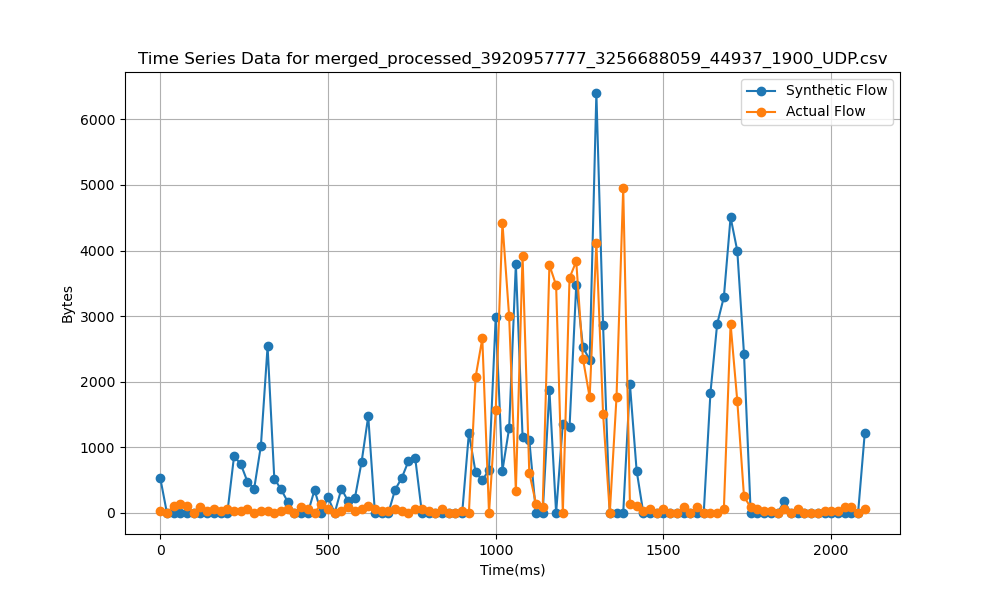 Time Series Data for merged_processed_3920957777_3256688059_44937_1900_UDP.csv
Synthetic Flow
Actual Flow
6000
5000
4000
3000
2000
1000
0
Bytes
0 500 1000 1500 2000
Time(ms)